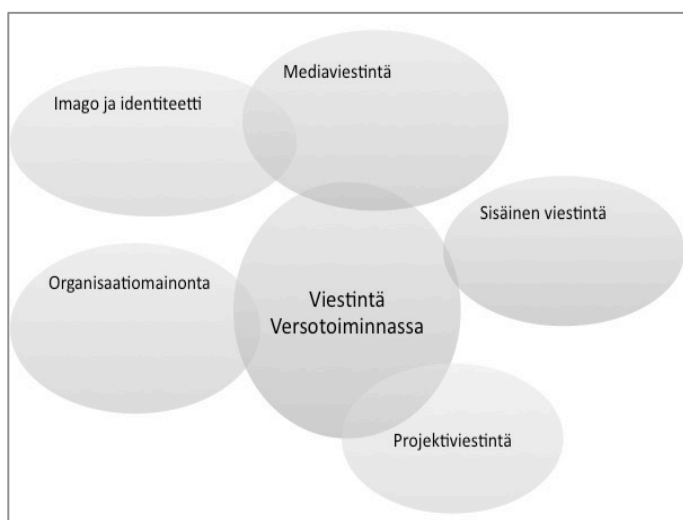 Mediaviestintä
Imago ja identiteetti
Sisäinen viestintä
Organisaatiomainonta
Viestintä
Versotoiminnassa
Projektiviestintä